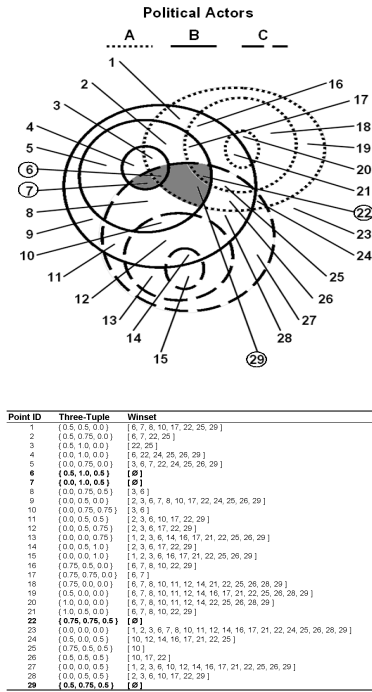 Political Actors
A B C
1
2
3
4
5
6
7
8
9
10
11
12
13
14
15
16
17
18
19
20
21
22
23
24
25
26
27
28
29
Point ID Three-Tuple Winset
1 { 0.5, 0.5, 0.0 } [ 6, 7, 8, 10, 17, 22, 25, 29 ]
2 { 0.5, 0.75, 0.0 } [ 6, 7, 22, 25 ]
3 { 0.5, 1.0, 0.0 } [ 22, 25 ]
4 { 0.0, 1.0, 0.0 } [ 6, 22, 24, 25, 26, 29 ]
5 { 0.0, 0.75, 0.0 } [ 3, 6, 7, 22, 24, 25, 26, 29 ]
6 { 0.5, 1.0, 0.5 } [ Ø ]
7 { 0.0, 1.0, 0.5 } [ Ø ]
8 { 0.0, 0.75, 0.5 } [ 3, 6 ]
9 { 0.0, 0.5, 0.0 } [ 2, 3, 6, 7, 8, 10, 17, 22, 24, 25, 26, 29 ]
10 { 0.0, 0.75, 0.75 } [ 3, 6 ]
11 { 0.0, 0.5, 0.5 } [ 2, 3, 6, 10, 17, 22, 29 ]
12 { 0.0, 0.5, 0.75 } [ 2, 3, 6, 17, 22, 29 ]
13 { 0.0, 0.0, 0.75 } [ 1, 2, 3, 6, 14, 16, 17, 21, 22, 25, 26, 29 ]
14 { 0.0, 0.5, 1.0 } [ 2, 3, 6, 17, 22, 29 ]
15 { 0.0, 0.0, 1.0 } [ 1, 2, 3, 6, 16, 17, 21, 22, 25, 26, 29 ]
16 { 0.75, 0.5, 0.0 } [ 6, 7, 8, 10, 22, 29 ]
17 { 0.75, 0.75, 0.0 } [ 6, 7 ]
18 { 0.75, 0.0, 0.0 } [ 6, 7, 8, 10, 11, 12, 14, 21, 22, 25, 26, 28, 29 ]
19 { 0.5, 0.0, 0.0 } [ 6, 7, 8, 10, 11, 12, 14, 16, 17, 21, 22, 25, 26, 28, 29 ]
20 { 1.0, 0.0, 0.0 } [ 6, 7, 8, 10, 11, 12, 14, 22, 25, 26, 28, 29 ]
21 { 1.0, 0.5, 0.0 } [ 6, 7, 8, 10, 22, 29 ]
22 { 0.75, 0.75, 0.5 } [ Ø ]
23 { 0.0, 0.0, 0.0 } [ 1, 2, 3, 6, 7, 8, 10, 11, 12, 14, 16, 17, 21, 22, 24, 25, 26, 28, 29 ]
24 { 0.5, 0.0, 0.5 } [ 10, 12, 14, 16, 17, 21, 22, 25 ]
25 { 0.75, 0.5, 0.5 } [ 10 ]
26 { 0.5, 0.5, 0.5 } [ 10, 17, 22 ]
27 { 0.0, 0.0, 0.5 } [ 1, 2, 3, 6, 10, 12, 14, 16, 17, 21, 22, 25, 26, 29 ]
28 { 0.0, 0.5, 0.5 } [ 2, 3, 6, 10, 17, 22, 29 ]
29 { 0.5, 0.75, 0.5 } [ Ø ]